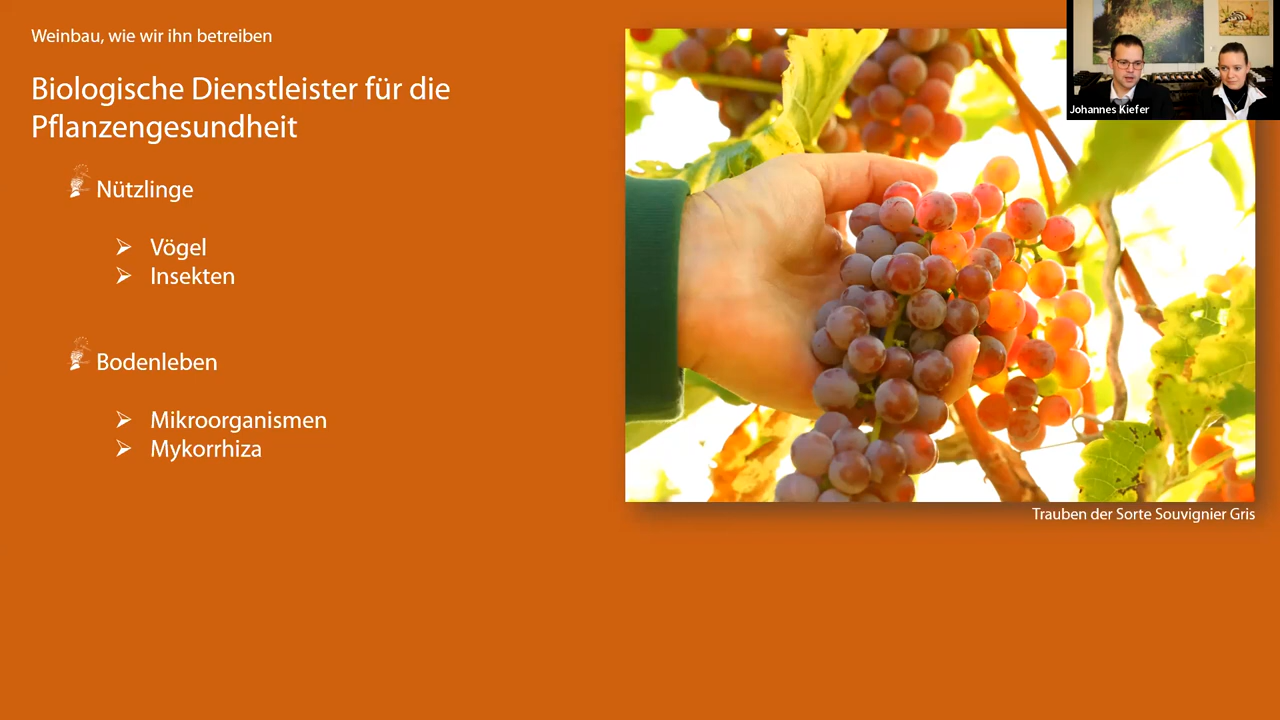 Weinbau, wie wir ihn betreiben
Biologische Dienstleister für die
Pflanzengesundheit
Nützlinge
Vögel
Insekten
Bodenleben
Mikroorganismen
Mykorrhiza
Johannes Kiefer
Trauben der Sorte Souvignier Gris